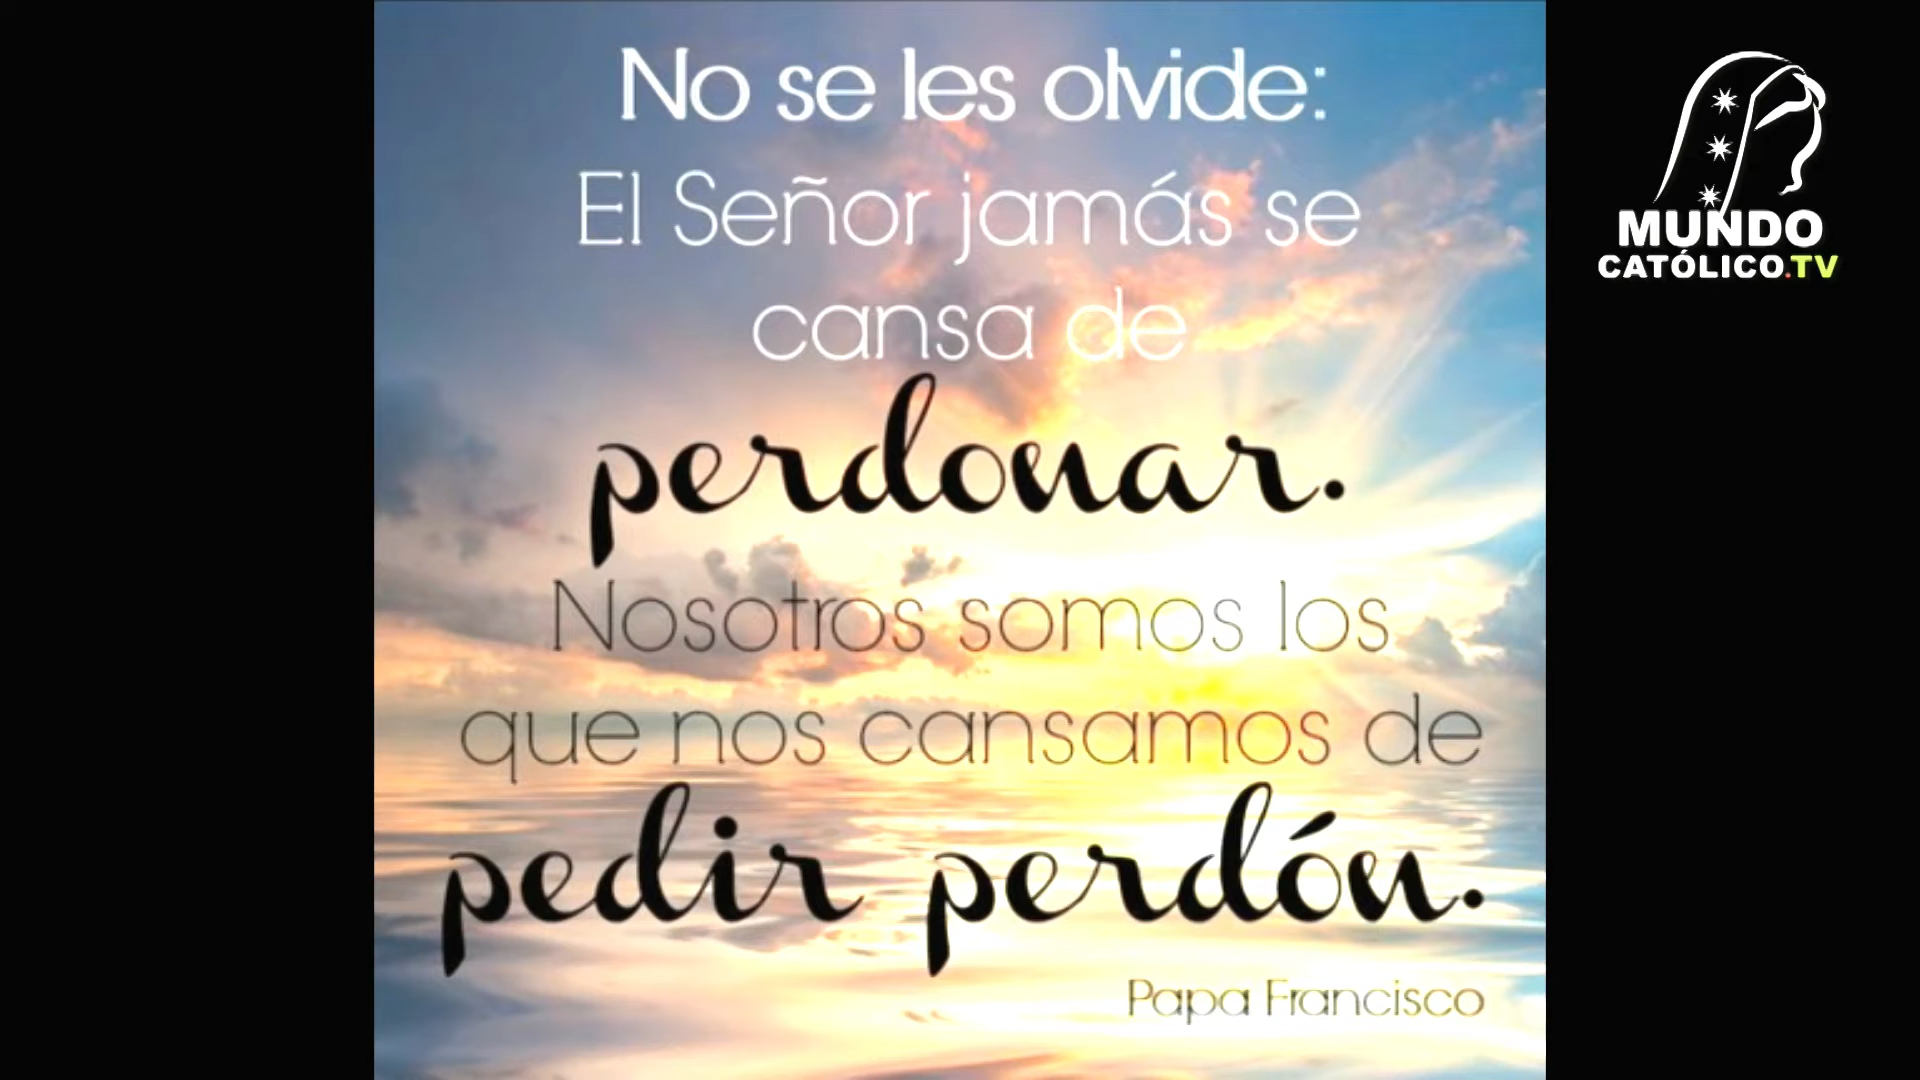 No se les olvide:
El Señor jamás se
cansa de
perdonar.
Nosotros somos los
que nos cansamos de
pedir perdón.
Papa Francisco
MUNDO
CATÓLICO.TV